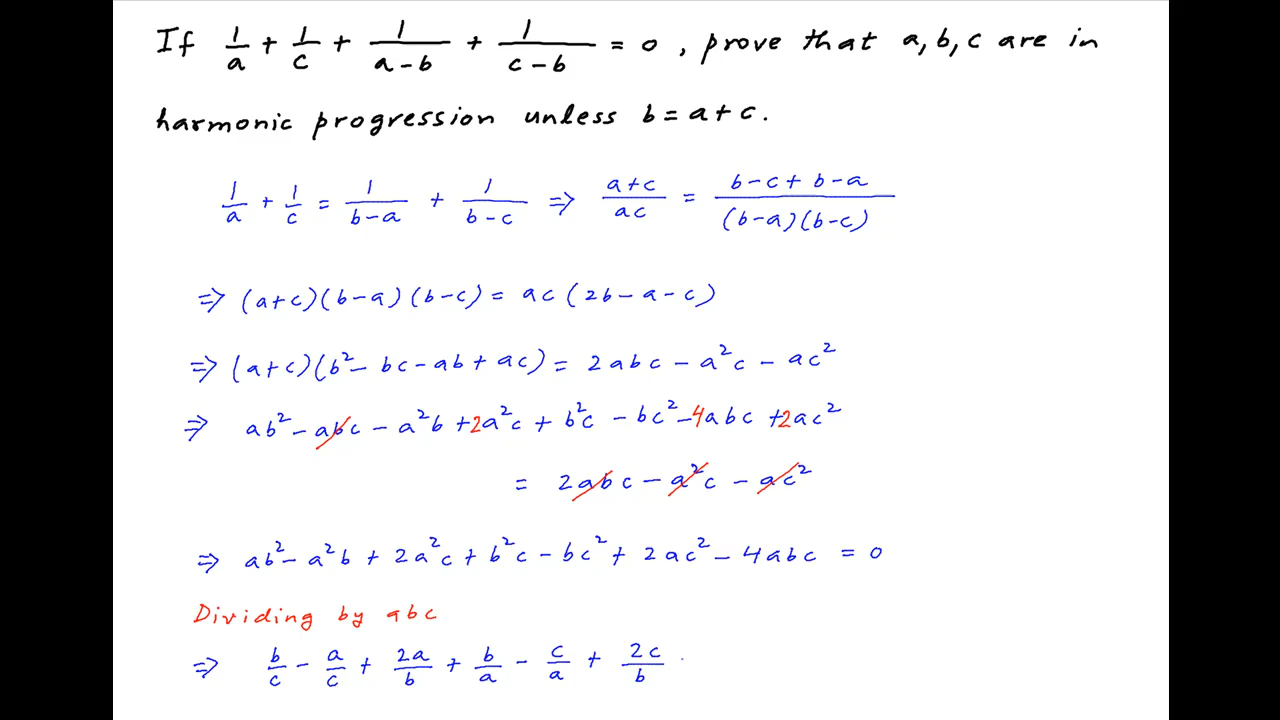 If 1/a + 1/c + 1/(a-b) + 1/(c-b) = 0, prove that a, b, c are in
harmonic progression unless b = a + c.
1/a + 1/c = 1/(b-a) + 1/(b-c) ⇒ (a+c)/ac = (b-c+b-a)/((b-a)(b-c))
⇒ (a+c)(b-a)(b-c) = ac(2b-a-c)
⇒ (a+c)(b²-bc-ab+ac) = 2abc - a²c - ac²
⇒ ab² - abc - a²b + 2a²c + b²c - bc² - 4abc + 2ac²
= 2abc - a²c - ac²
⇒ ab² - a²b + 2a²c + b²c - bc² + 2ac² - 4abc = 0
Dividing by abc
⇒ b/c - a/c + 2a/b + b/a - c/a + 2c/b